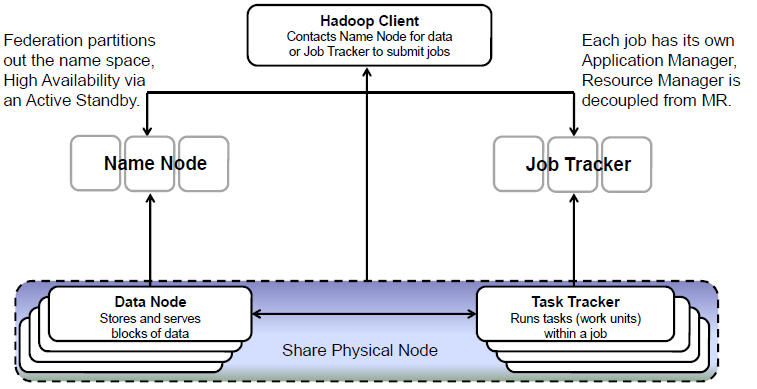 Hadoop Client
Contacts Name Node for data
or Job Tracker to submit jobs
Federation partitions
out the name space,
High Availability via
an Active Standby.
Each job has its own
Application Manager,
Resource Manager is
decoupled from MR.
Name Node
Job Tracker
Data Node
Stores and serves
blocks of data
Task Tracker
Runs tasks (work units)
within a job
Share Physical Node